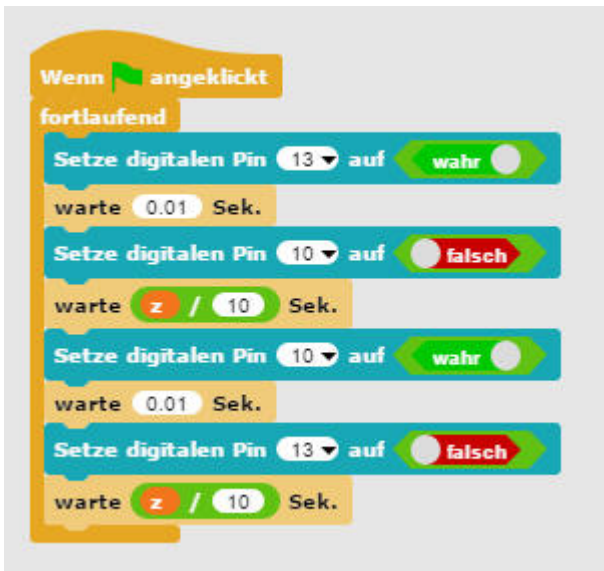 Wenn angeklickt
fortlaufend
Setze digitalen Pin 13 auf wahr
warte 0.01 Sek.
Setze digitalen Pin 10 auf falsch
warte z / 10 Sek.
Setze digitalen Pin 10 auf wahr
warte 0.01 Sek.
Setze digitalen Pin 13 auf falsch
warte z / 10 Sek.